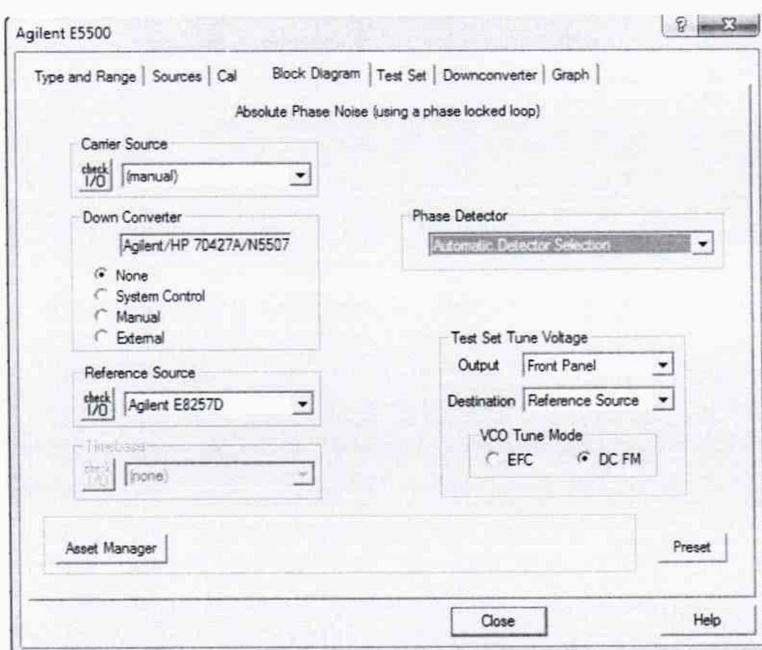 Agilent E5500
?
Type and Range | Sources | Cal Block Diagram | Test Set | Downconverter | Graph |
Absolute Phase Noise (using a phase locked loop)
Carrier Source
check I/O
(manual)
Down Converter
Agilent/HP 70427A/N5507
None
System Control
Manual
External
Phase Detector
Automatic Detector Selection
Reference Source
check I/O
Agilent E8257D
Timebase
check I/O
(none)
Test Set Tune Voltage
Output Front Panel
Destination Reference Source
VCO Tune Mode
EFC DC FM
Asset Manager
Preset
Close
Help